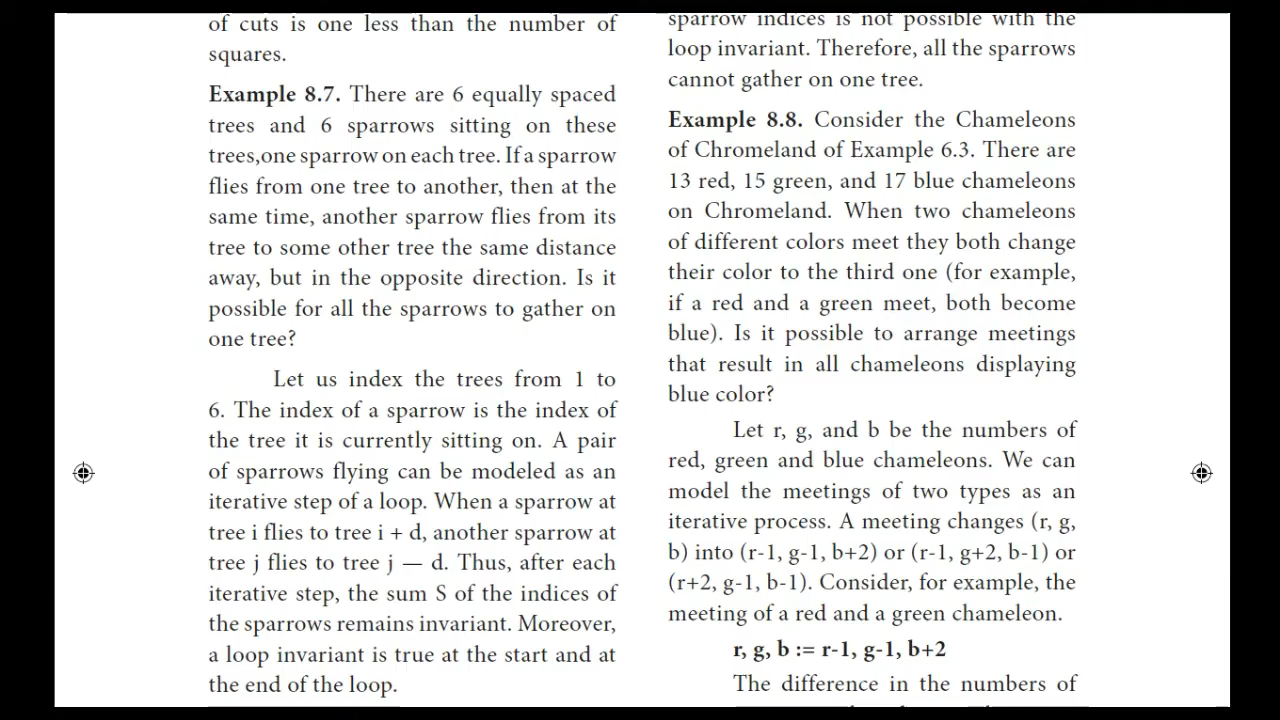 of cuts is one less than the number of
squares.
Example 8.7. There are 6 equally spaced
trees and 6 sparrows sitting on these
trees,one sparrow on each tree. If a sparrow
flies from one tree to another, then at the
same time, another sparrow flies from its
tree to some other tree the same distance
away, but in the opposite direction. Is it
possible for all the sparrows to gather on
one tree?
Let us index the trees from 1 to
6. The index of a sparrow is the index of
the tree it is currently sitting on. A pair
of sparrows flying can be modeled as an
iterative step of a loop. When a sparrow at
tree i flies to tree i + d, another sparrow at
tree j flies to tree j — d. Thus, after each
iterative step, the sum S of the indices of
the sparrows remains invariant. Moreover,
a loop invariant is true at the start and at
the end of the loop.
sparrow indices is not possible with the
loop invariant. Therefore, all the sparrows
cannot gather on one tree.
Example 8.8. Consider the Chameleons
of Chromeland of Example 6.3. There are
13 red, 15 green, and 17 blue chameleons
on Chromeland. When two chameleons
of different colors meet they both change
their color to the third one (for example,
if a red and a green meet, both become
blue). Is it possible to arrange meetings
that result in all chameleons displaying
blue color?
Let r, g, and b be the numbers of
red, green and blue chameleons. We can
model the meetings of two types as an
iterative process. A meeting changes (r, g,
b) into (r-1, g-1, b+2) or (r-1, g+2, b-1) or
(r+2, g-1, b-1). Consider, for example, the
meeting of a red and a green chameleon.
r, g, b := r-1, g-1, b+2
The difference in the numbers of